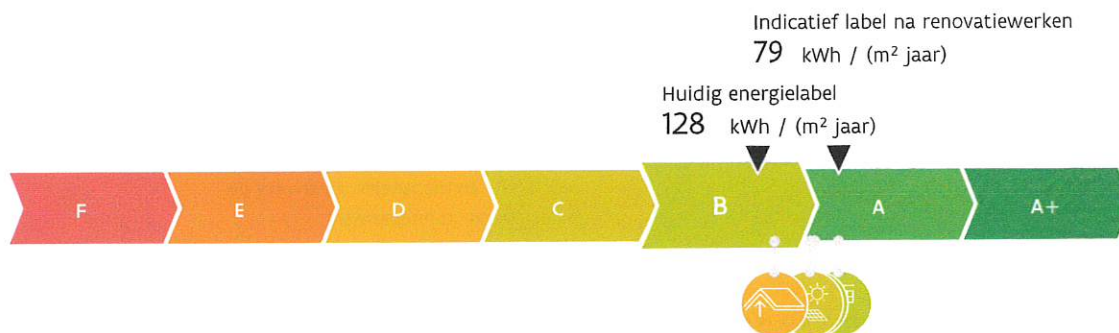 Indicatief label na renovatiewerken
79 kWh / (m² jaar)
Huidig energielabel
128 kWh / (m² jaar)
F E D C B A A+